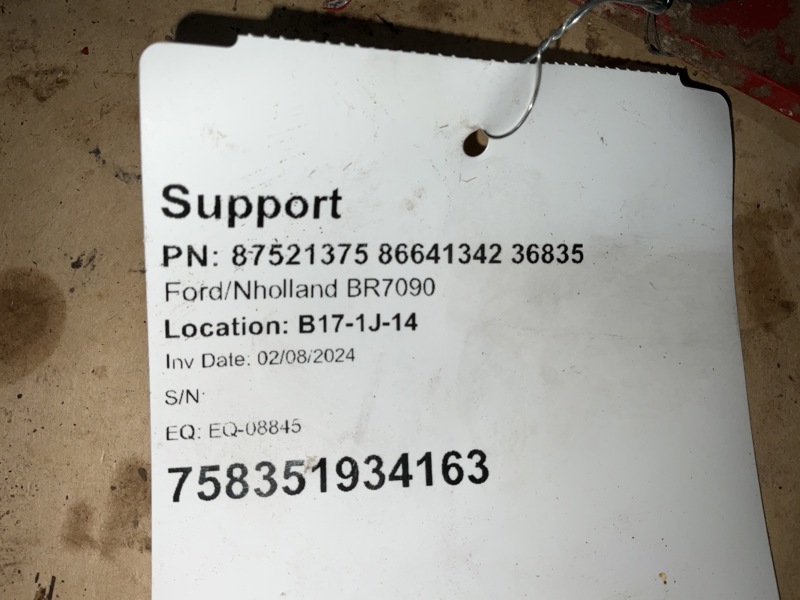 Support
PN: 87521375 86641342 36835
Ford/Nholland BR7090
Location: B17-1J-14
Inv Date: 02/08/2024
S/N:
EQ: EQ-08845
758351934163